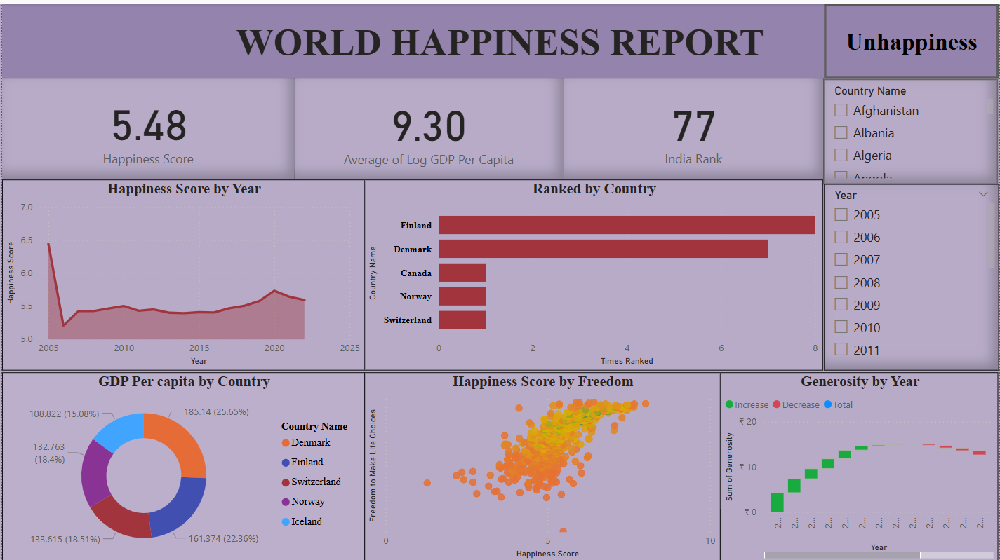 WORLD HAPPINESS REPORT
Unhappiness
5.48
Happiness Score
9.30
Average of Log GDP Per Capita
77
India Rank
Country Name
Afghanistan
Albania
Algeria
Angola
Happiness Score by Year
Happiness Score
7.0
6.5
6.0
5.5
5.0
2005
2010
2015
2020
2025
Year
Ranked by Country
Country Name
Finland
Denmark
Canada
Norway
Switzerland
0
2
4
6
8
Times Ranked
Year
2005
2006
2007
2008
2009
2010
2011
GDP Per capita by Country
108.822 (15.08%)
185.14 (25.65%)
132.763
(18.4%)
133.615 (18.51%)
161.374 (22.36%)
Country Name
Denmark
Finland
Switzerland
Norway
Iceland
Happiness Score by Freedom
Freedom to Make Life Choices
0
5
10
Happiness Score
Generosity by Year
Increase
Decrease
Total
Sum of Generosity
₹ 20
₹ 10
₹ 0
2...
2...
2...
2...
2...
2...
2...
2...
2...
2...
2...
2...
2...
Year